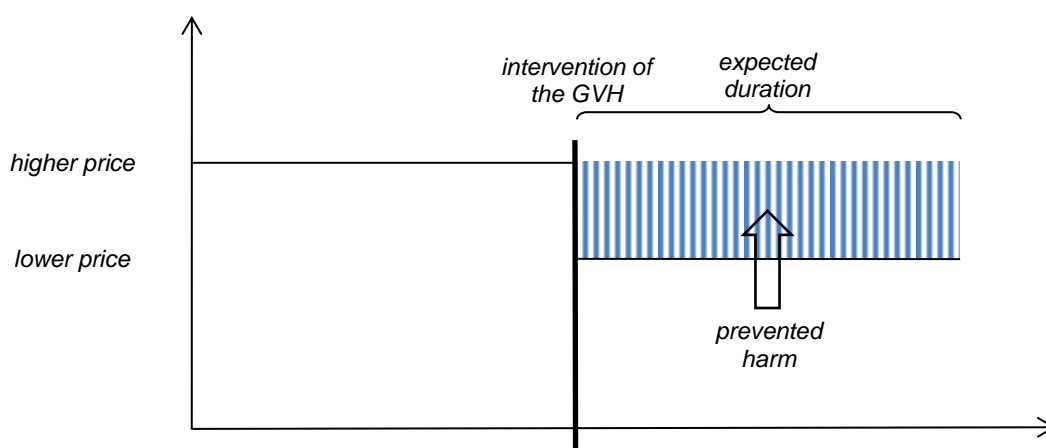 intervention of
the GVH
expected
duration
higher price
lower price
prevented
harm